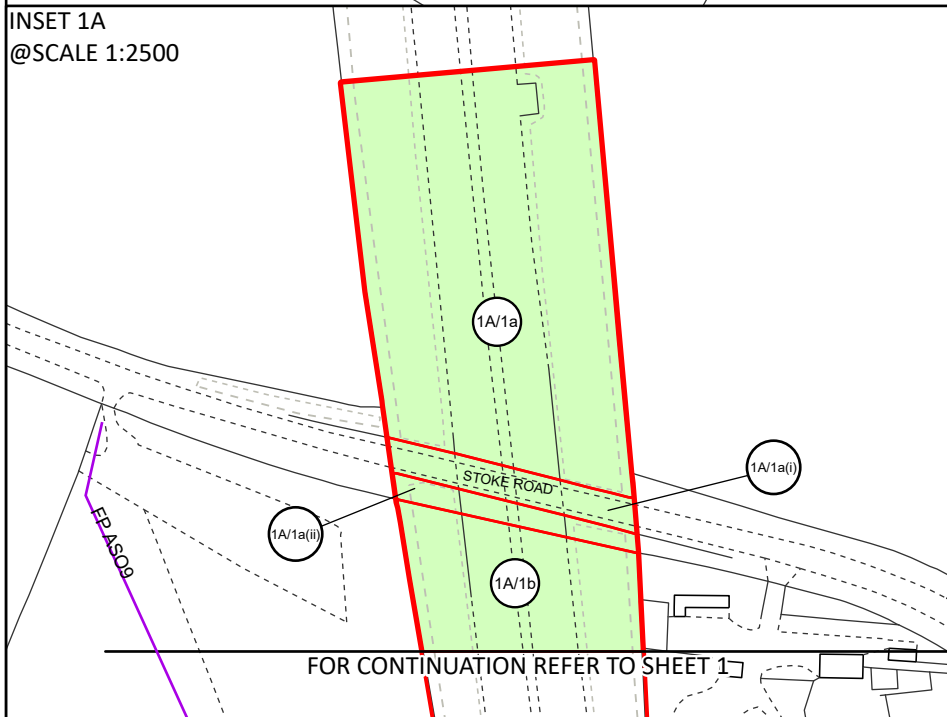 INSET 1A
@SCALE 1:2500
1A/1a
STOKE ROAD
1A/1a(i)
1A/1a(ii)
FP ASO9
1A/1b
FOR CONTINUATION REFER TO SHEET 1